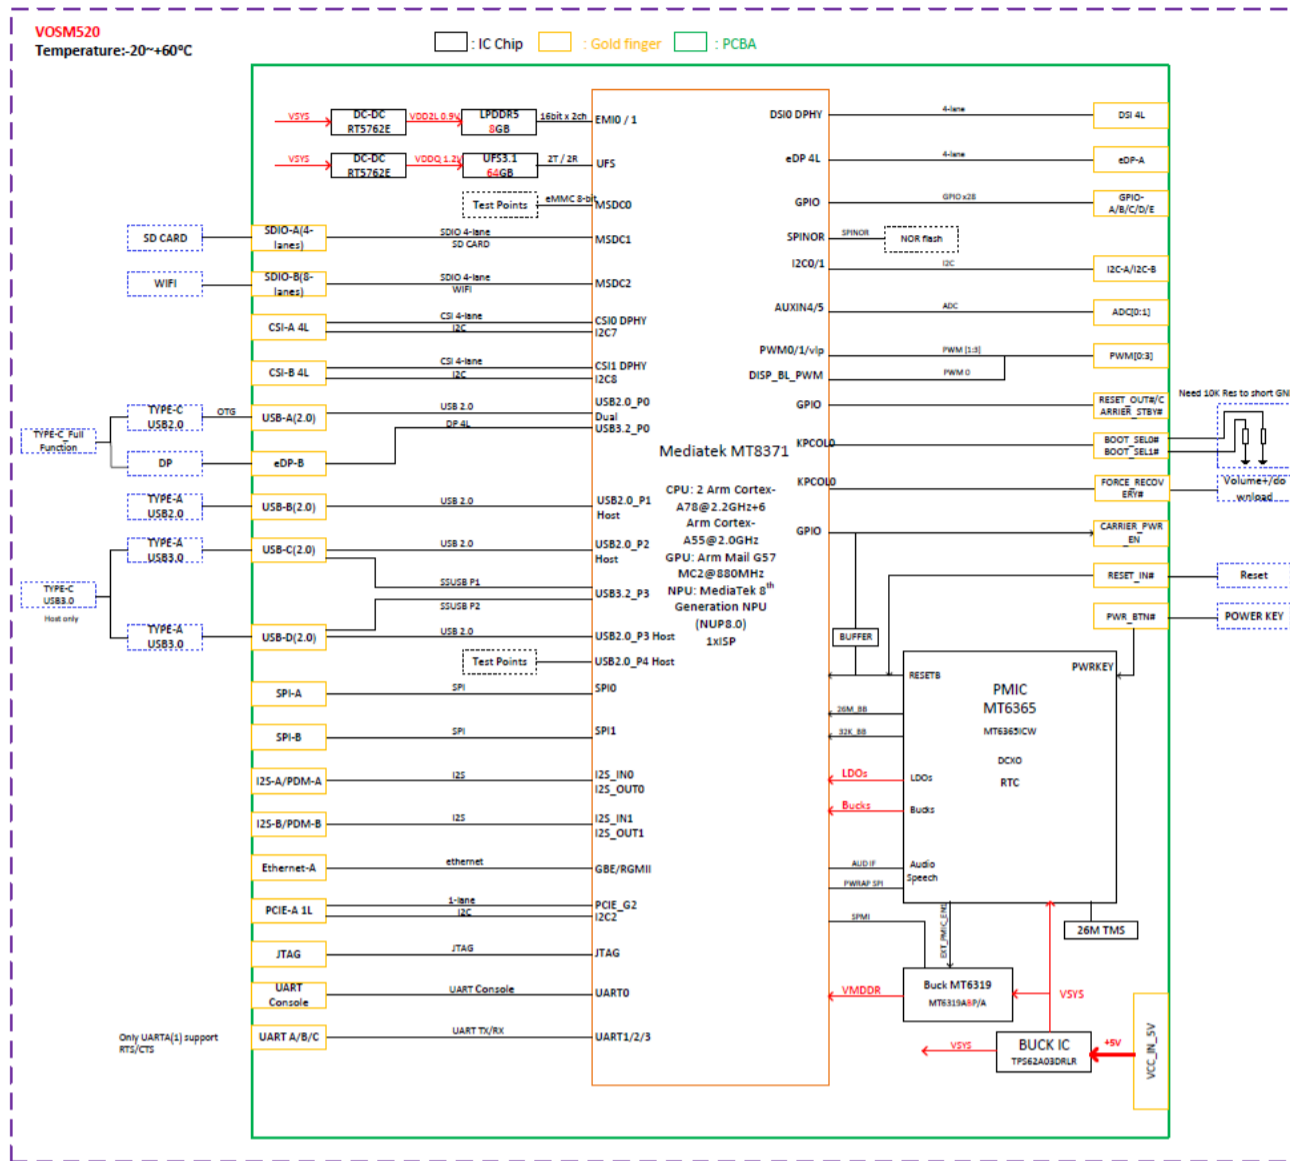 VOSM520
Temperature:-20~+60°C
: IC Chip
: Gold finger
: PCBA
VSYS
DC-DC
RT5762E
VDD2L 0.9V
LPDDR5
8GB
16bit x 2ch
EMI0 / 1
VSYS
DC-DC
RT5762E
VDDQ 1.2V
UFS3.1
64GB
2T / 2R
UFS
Test Points
eMMC 8-bit
MSDC0
SD CARD
SDIO-A(4-
lanes)
SDIO 4-lane
SD CARD
MSDC1
WIFI
SDIO-B(8-
lanes)
SDIO 4-lane
WIFI
MSDC2
CSI-A 4L
CSI 4-lane
I2C
CSI0 DPHY
I2C7
CSI-B 4L
CSI 4-lane
I2C
CSI1 DPHY
I2C8
TYPE-C_Full
Function
TYPE-C
USB2.0
OTG
USB-A(2.0)
USB 2.0
USB2.0_P0
Dual
DP
eDP-B
DP 4L
USB3.2_P0
TYPE-A
USB2.0
USB-B(2.0)
USB 2.0
USB2.0_P1
Host
TYPE-C
USB3.0
Host only
TYPE-A
USB3.0
USB-C(2.0)
USB 2.0
USB2.0_P2
Host
SSUSB P1
USB3.2_P3
SSUSB P2
TYPE-A
USB3.0
USB-D(2.0)
USB 2.0
USB2.0_P3 Host
Test Points
USB2.0_P4 Host
SPI-A
SPI
SPI0
SPI-B
SPI
SPI1
I2S-A/PDM-A
I2S
I2S_IN0
I2S_OUT0
I2S-B/PDM-B
I2S
I2S_IN1
I2S_OUT1
Ethernet-A
ethernet
GBE/RGMII
PCIE-A 1L
1-lane
I2C
PCIE_G2
I2C2
JTAG
JTAG
JTAG
UART
Console
UART Console
UART0
Only UARTA(1) support
RTS/CTS
UART A/B/C
UART TX/RX
UART1/2/3
Mediatek MT8371
CPU: 2 Arm Cortex-
A78@2.2GHz+6
Arm Cortex-
A55@2.0GHz
GPU: Arm Mail G57
MC2@880MHz
NPU: MediaTek 8th
Generation NPU
(NUP8.0)
1xISP
DSI0 DPHY
4-lane
DSI 4L
eDP 4L
4-lane
eDP-A
GPIO
GPIO x28
GPIO-
A/B/C/D/E
SPINOR
SPINOR
NOR flash
I2C0/1
I2C
I2C-A/I2C-B
AUXIN4/5
ADC
ADC[0:1]
PWM0/1/vlp
PWM [1:3]
PWM[0:3]
DISP_BL_PWM
PWM 0
GPIO
RESET_OUT#/C
ARRIER_STBY#
Need 10K Res to short GND
KPCOL0
BOOT_SEL0#
BOOT_SEL1#
KPCOL0
FORCE_RECOV
ERY#
Volume+/do
wnload
GPIO
CARRIER_PWR
_EN
RESET_IN#
Reset
PWR_BTN#
POWER KEY
BUFFER
RESETB
PWRKEY
PMIC
MT6365
MT6365ICW
DCXO
RTC
26M_BB
32K_BB
LDOs
LDOs
Bucks
Bucks
AUD IF
Audio
Speech
PWRAP SPI
SPMI
EXT_PMIC_EN1
26M TMS
Buck MT6319
MT6319ABP/A
VMDDR
VSYS
BUCK IC
TPS62A03DRLR
VSYS
+5V
VCC_IN_5V